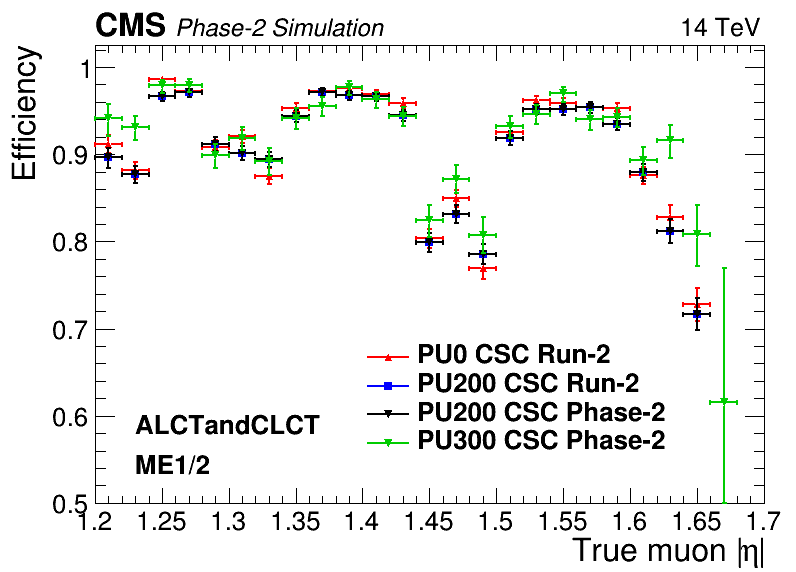 CMS Phase-2 Simulation 14 TeV
Efficiency
1
0.9
0.8
0.7
0.6
0.5
PU0 CSC Run-2
PU200 CSC Run-2
PU200 CSC Phase-2
PU300 CSC Phase-2
ALCTandCLCT
ME1/2
1.2 1.25 1.3 1.35 1.4 1.45 1.5 1.55 1.6 1.65 1.7
True muon |η|